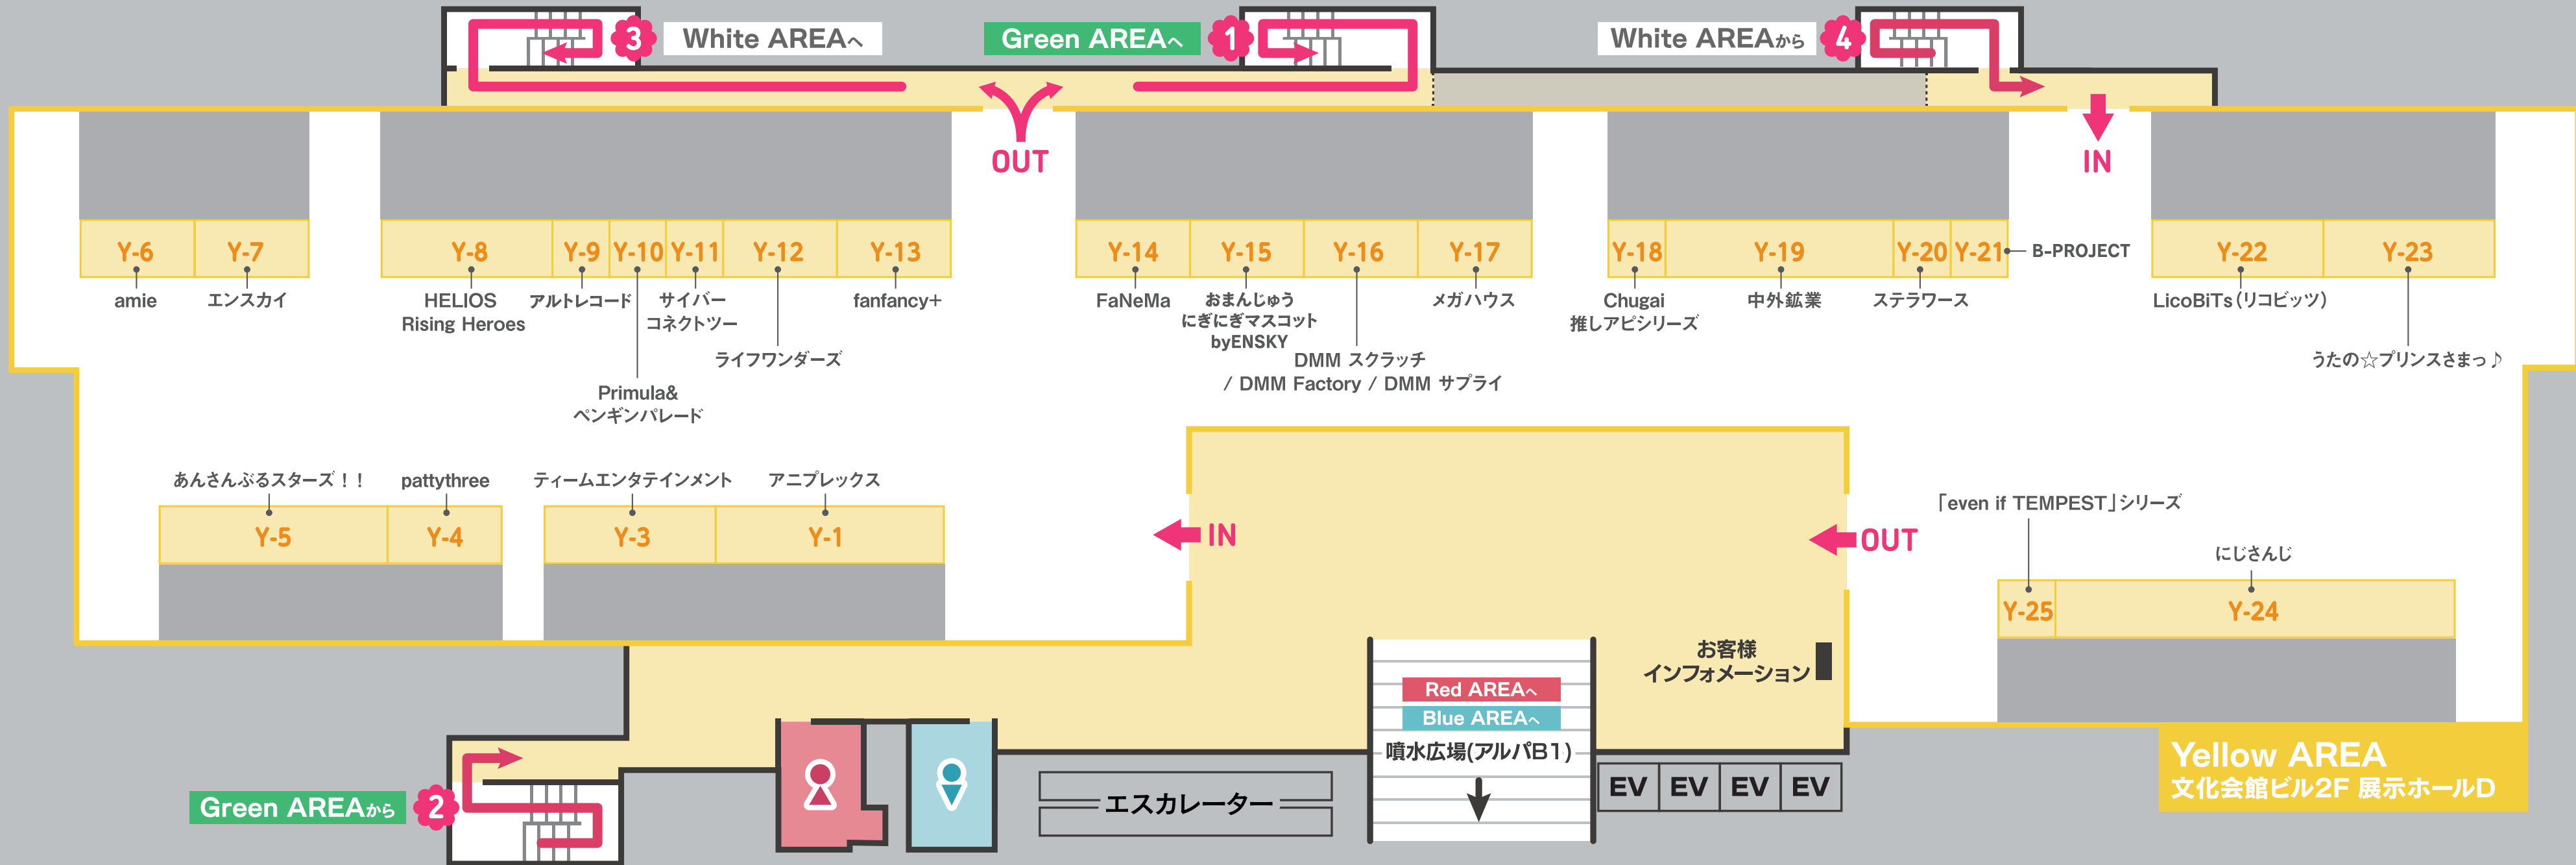 3
White AREAへ
Green AREAへ
1
White AREAから
4
OUT
IN
Y-6
Y-7
Y-8
Y-9
Y-10
Y-11
Y-12
Y-13
Y-14
Y-15
Y-16
Y-17
Y-18
Y-19
Y-20
Y-21
B-PROJECT
Y-22
Y-23
amie
エンスカイ
HELIOS
Rising Heroes
アルトレコード
サイバー
コネクトツー
fanfancy+
ライフワンダーズ
Primula&
ペンギンパレード
FaNeMa
おまんじゅう
にぎにぎマスコット
byENSKY
メガハウス
DMM スクラッチ
/ DMM Factory / DMM サプライ
Chugai
推しアピシリーズ
中外鉱業
ステラワース
LicoBiTs(リコビッツ)
うたの☆プリンスさまっ♪
あんさんぶるスターズ！！
pattythree
ティームエンタテインメント
アニプレックス
Y-5
Y-4
Y-3
Y-1
IN
OUT
「even if TEMPEST」シリーズ
にじさんじ
Y-25
Y-24
お客様
インフォメーション
Red AREAへ
Blue AREAへ
噴水広場(アルパB1)
エスカレーター
EV
EV
EV
EV
Green AREAから
2
Yellow AREA
文化会館ビル2F 展示ホールD